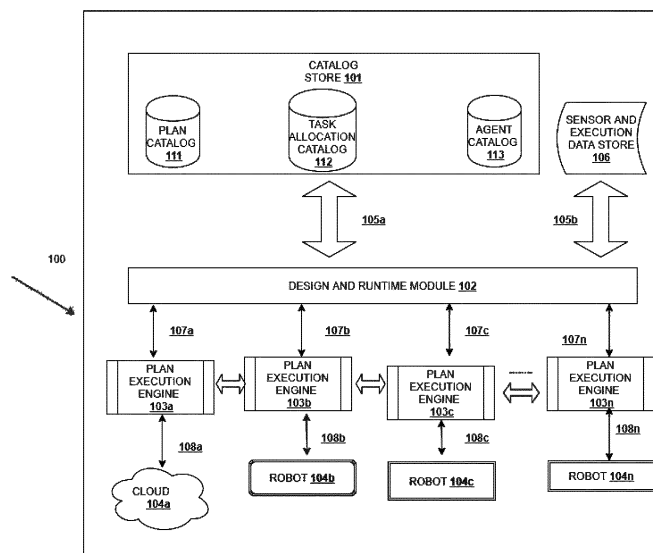 CATALOG
STORE 101
PLAN
CATALOG
111
TASK
ALLOCATION
CATALOG
112
AGENT
CATALOG
113
SENSOR AND
EXECUTION
DATA STORE
106
105a
105b
100
DESIGN AND RUNTIME MODULE 102
107a
107b
107c
107n
PLAN
EXECUTION
ENGINE
103a
PLAN
EXECUTION
ENGINE
103b
PLAN
EXECUTION
ENGINE
103c
PLAN
EXECUTION
ENGINE
103n
108a
108b
108c
108n
CLOUD
104a
ROBOT 104b
ROBOT 104c
ROBOT 104n